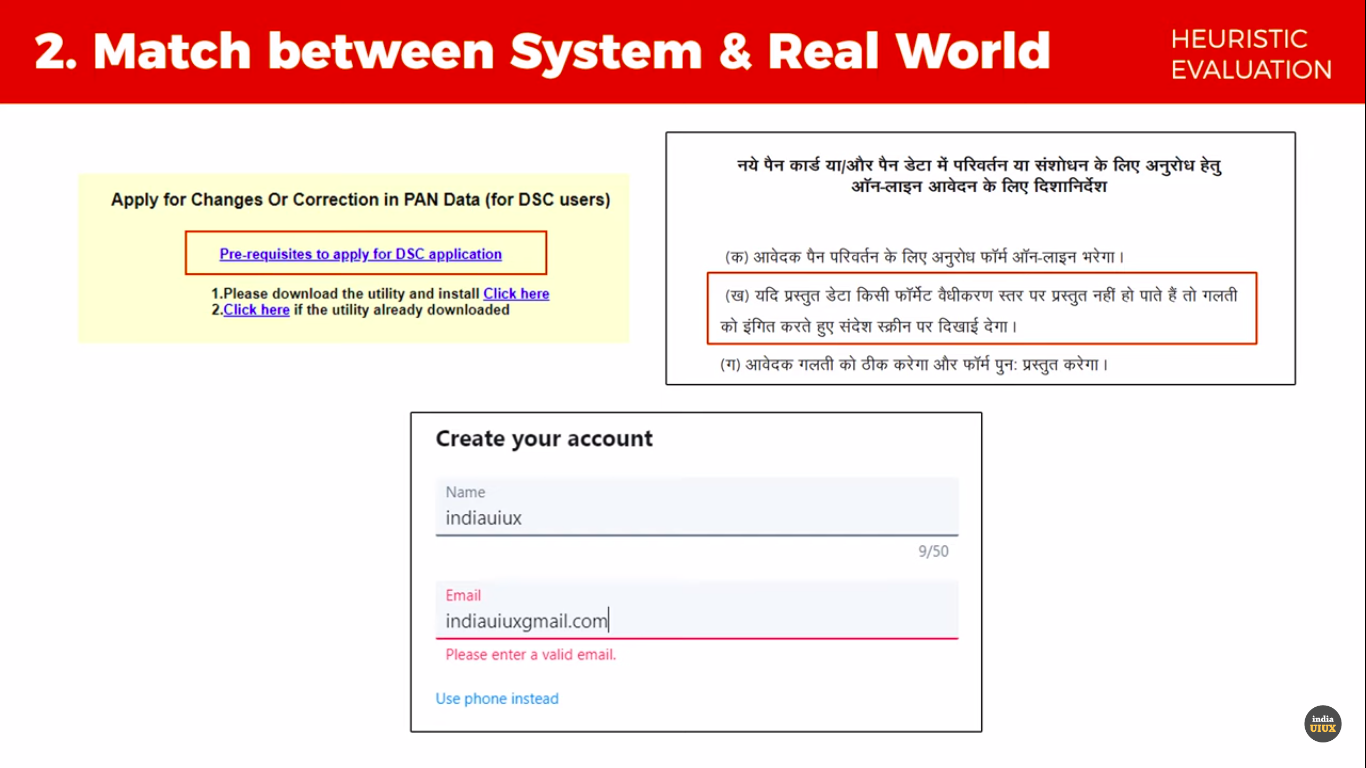 2. Match between System & Real World
HEURISTIC
EVALUATION
Apply for Changes Or Correction in PAN Data (for DSC users)
Pre-requisites to apply for DSC application
1.Please download the utility and install Click here
2.Click here if the utility already downloaded
नये पैन कार्ड या/और पैन डेटा में परिवर्तन या संशोधन के लिए अनुरोध हेतु
ऑन-लाइन आवेदन के लिए दिशानिर्देश
(क) आवेदक पैन परिवर्तन के लिए अनुरोध फॉर्म ऑन-लाइन भरेगा ।
(ख) यदि प्रस्तुत डेटा किसी फॉर्मेट वैधीकरण स्तर पर प्रस्तुत नहीं हो पाते हैं तो गलती
को इंगित करते हुए संदेश स्क्रीन पर दिखाई देगा ।
(ग) आवेदक गलती को ठीक करेगा और फॉर्म पुन: प्रस्तुत करेगा ।
Create your account
Name
indiauiux
9/50
Email
indiauiuxgmail.com
Please enter a valid email.
Use phone instead
india
UIUX